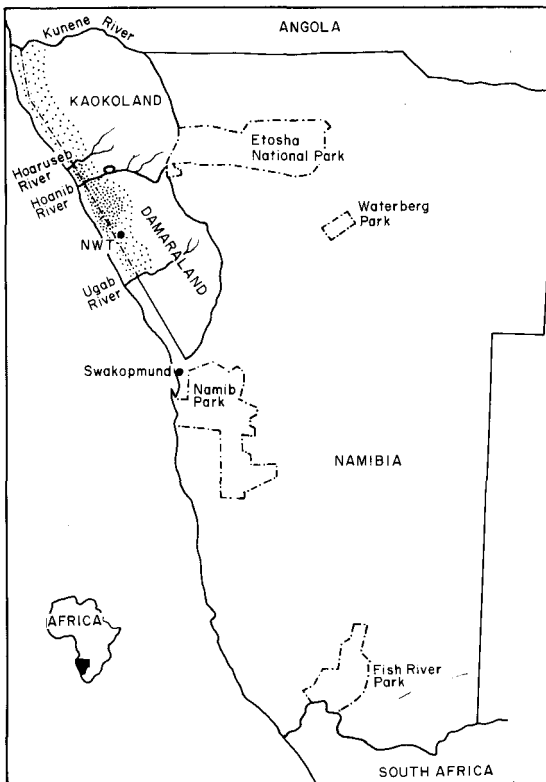 ANGOLA
Kunene River
KAOKOLAND
Etosha
National Park
Hoaruseb
River
Hoanib
River
Waterberg
Park
DAMARALAND
NWT
Ugab
River
Swakopmund
Namib
Park
NAMIBIA
AFRICA
Fish River
Park
SOUTH AFRICA